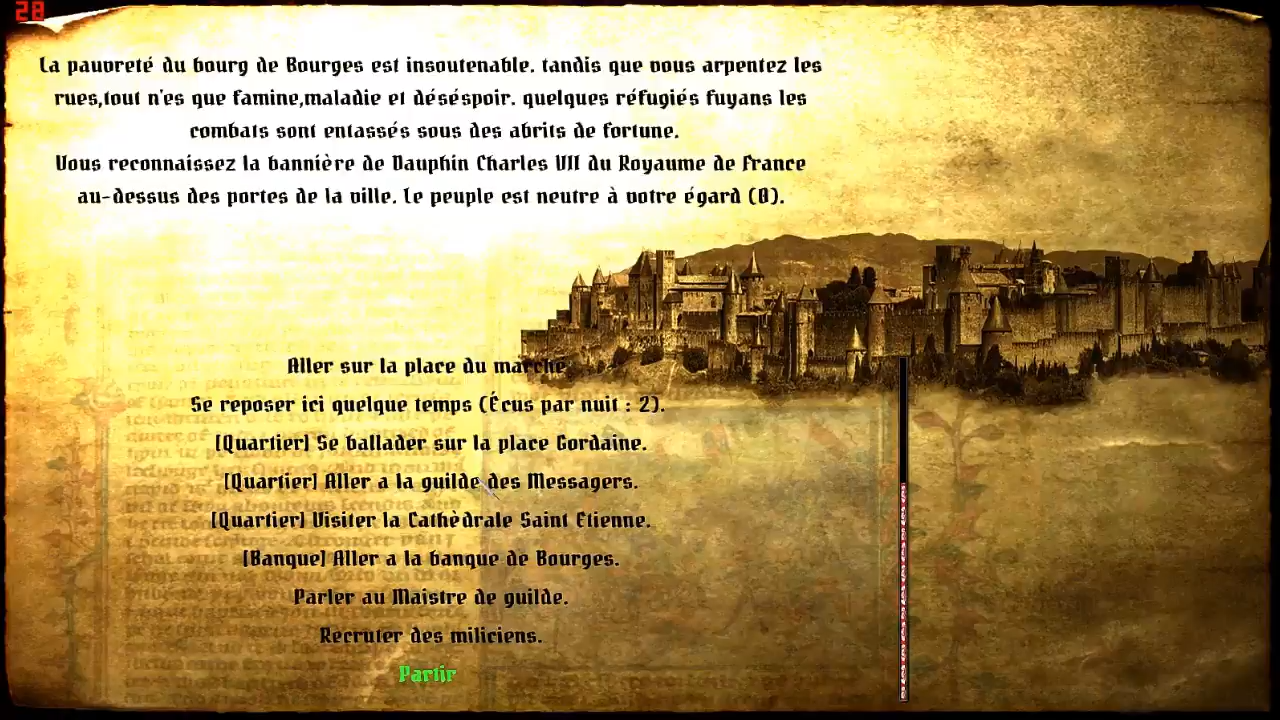 28
La pauvreté du bourg de Bourges est insoutenable. tandis que vous arpentez les
rues,tout n'es que famine,maladie et déséspoir. quelques réfugiés fuyans les
combats sont entassés sous des abrits de fortune.
Vous reconnaissez la bannière de Dauphin Charles VII du Royaume de France
au-dessus des portes de la ville. Le peuple est neutre à votre égard (0).
Aller sur la place du marche
Se reposer ici quelque temps (Écus par nuit : 2).
[Quartier] Se ballader sur la place Gordaine.
[Quartier] Aller a la guilde des Messagers.
[Quartier] Visiter la Cathèdrale Saint Etienne.
[Banque] Aller a la banque de Bourges.
Parler au Maistre de guilde.
Recruter des miliciens.
Partir